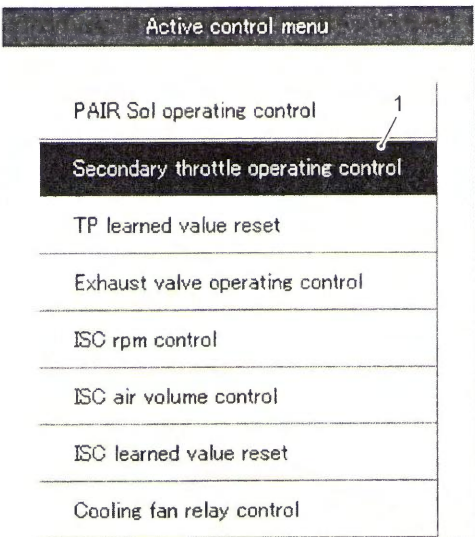 Active control menu
PAIR Sol operating control
1
Secondary throttle operating control
TP learned value reset
Exhaust valve operating control
ISC rpm control
ISC air volume control
ISC learned value reset
Cooling fan relay control